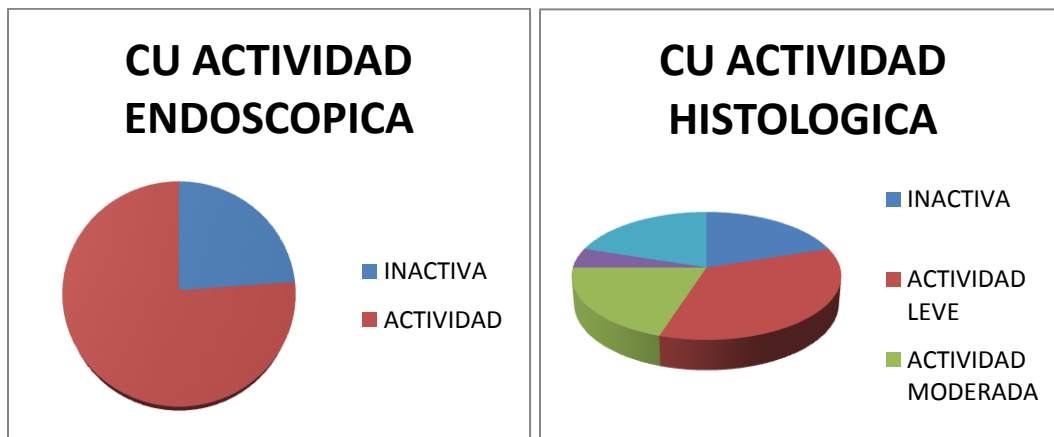 CU ACTIVIDAD
ENDOSCOPICA
INACTIVA
ACTIVIDAD
CU ACTIVIDAD
HISTOLOGICA
INACTIVA
ACTIVIDAD
LEVE
ACTIVIDAD
MODERADA